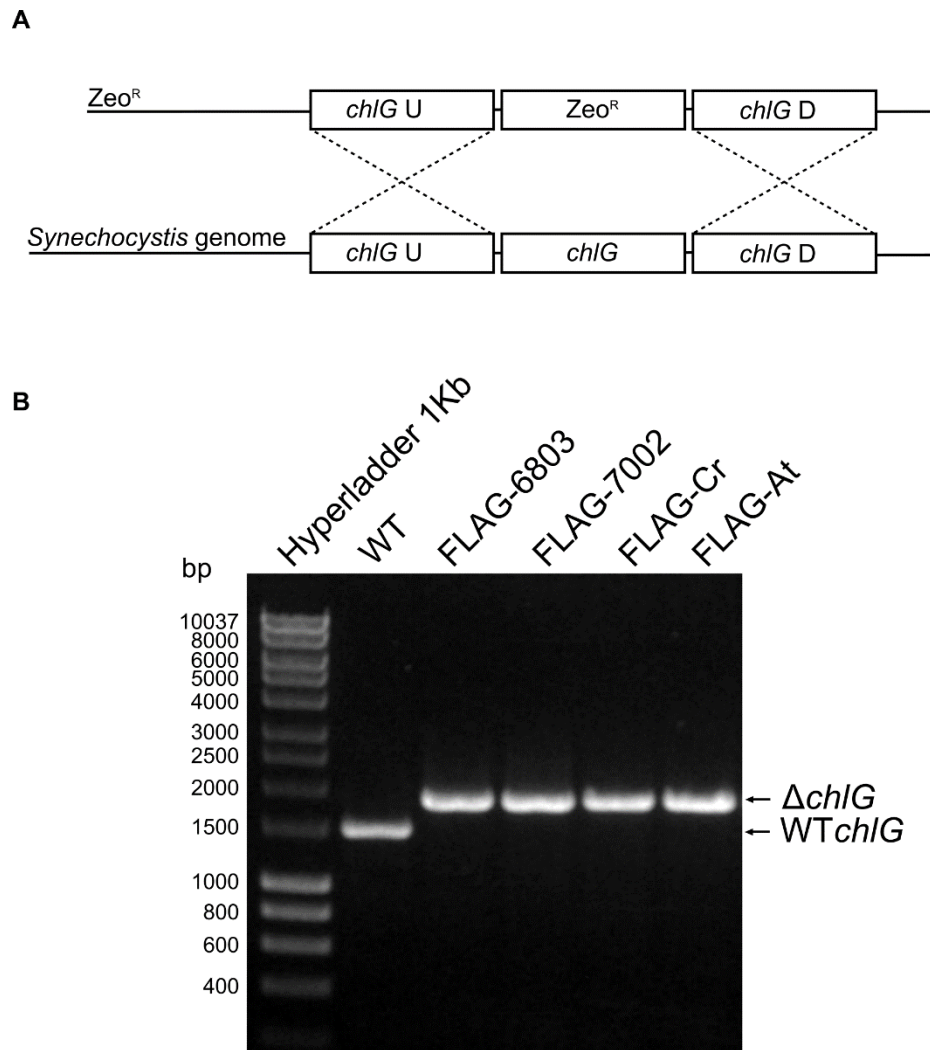 A
Zeo^R
chlG U
Zeo^R
chlG D
Synechocystis genome
chlG U
chlG
chlG D
B
Hyperladder 1Kb
WT
FLAG-6803
FLAG-7002
FLAG-Cr
FLAG-At
bp
10037
8000
6000
5000
4000
3000
2500
2000
1500
1000
800
600
400
ΔchlG
WTchlG